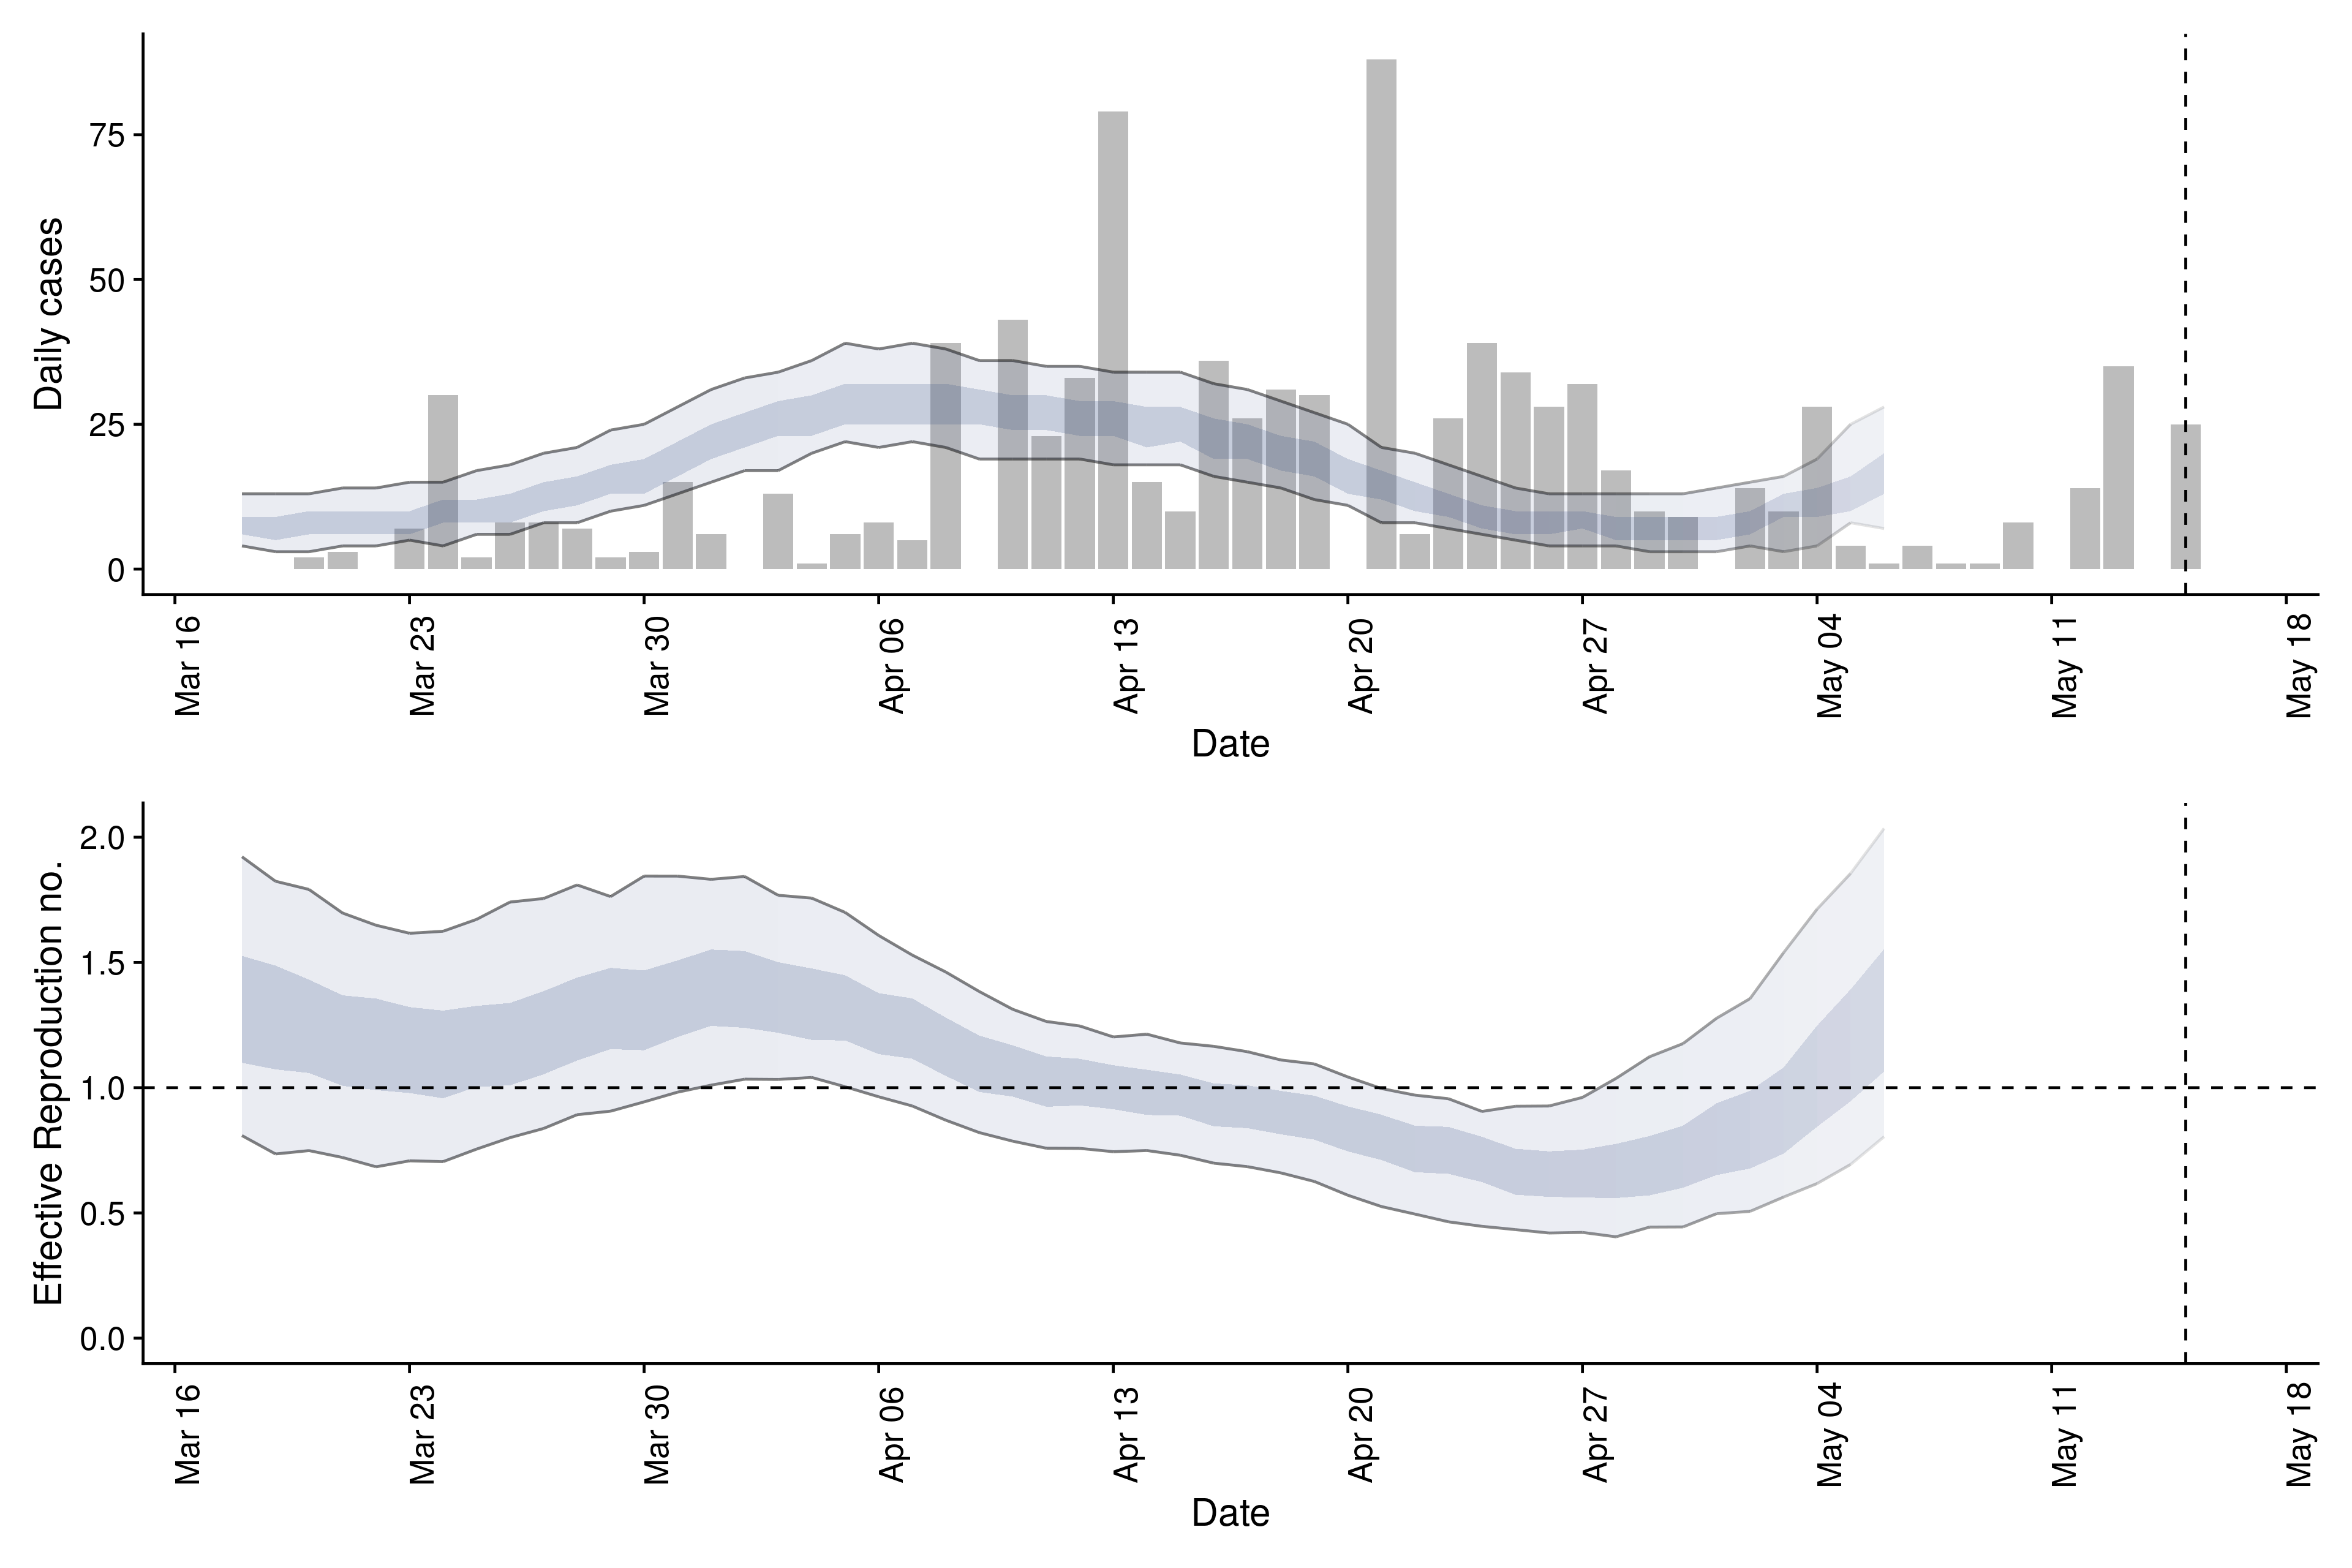 Daily cases
75
50
25
0
Mar 16
Mar 23
Mar 30
Apr 06
Apr 13
Apr 20
Apr 27
May 04
May 11
May 18
Date
Effective Reproduction no.
2.0
1.5
1.0
0.5
0.0
Mar 16
Mar 23
Mar 30
Apr 06
Apr 13
Apr 20
Apr 27
May 04
May 11
May 18
Date